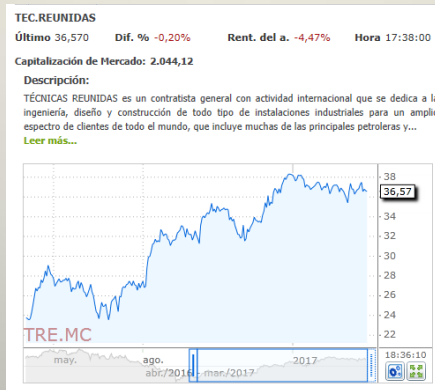 TEC.REUNIDAS
Último 36,570 Dif. % -0,20% Rent. del a. -4,47% Hora 17:38:00
Capitalización de Mercado: 2.044,12
Descripción:
TÉCNICAS REUNIDAS es un contratista general con actividad internacional que se dedica a la
ingeniería, diseño y construcción de todo tipo de instalaciones industriales para un amplio
espectro de clientes de todo el mundo, que incluye muchas de las principales petroleras y...
Leer más...
38
36,57
34
32
30
28
26
24
22
TRE.MC
may. ago. 2017
abr./2016 mar./2017
18:36:10